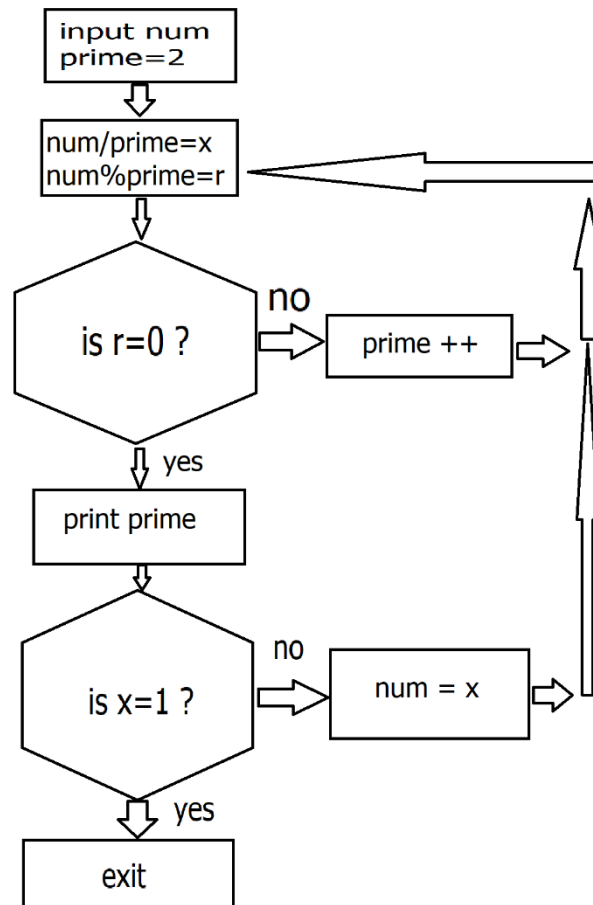 input num
prime=2
num/prime=x
num%prime=r
is r=0 ?
no
prime ++
yes
print prime
is x=1 ?
no
num = x
yes
exit